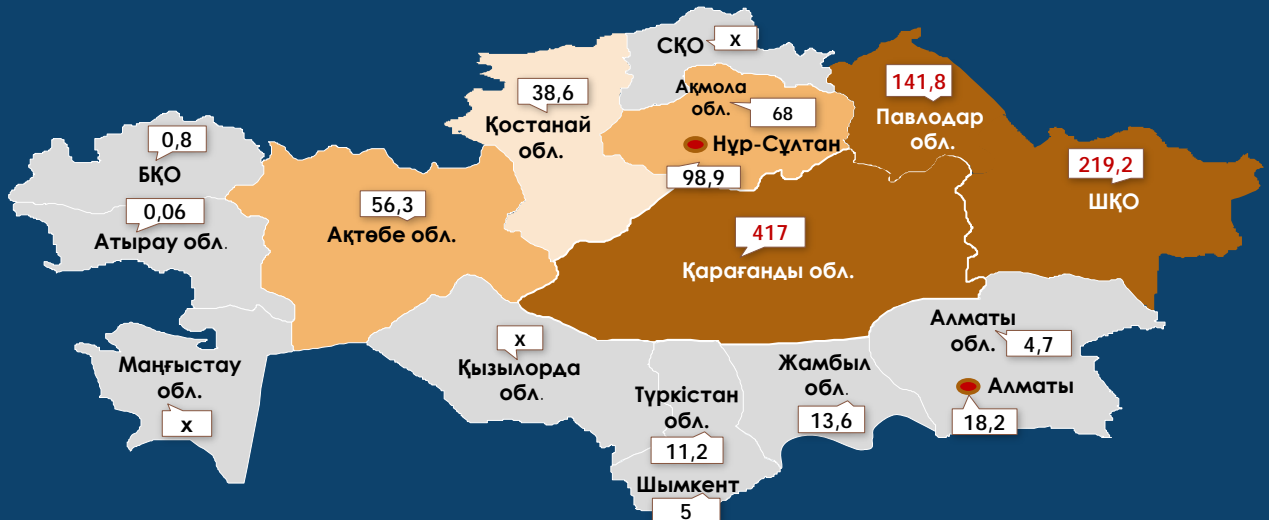 СҚО
х
38,6
Қостанай
обл.
Ақмола
обл.
68
Нұр-Сұлтан
98,9
141,8
Павлодар
обл.
219,2
ШҚО
0,8
БҚО
0,06
Атырау обл.
56,3
Ақтөбе обл.
417
Қарағанды обл.
Маңғыстау
обл.
х
х
Қызылорда
обл.
Түркістан
обл.
11,2
Шымкент
5
Жамбыл
обл.
13,6
Алматы
обл.
4,7
Алматы
18,2